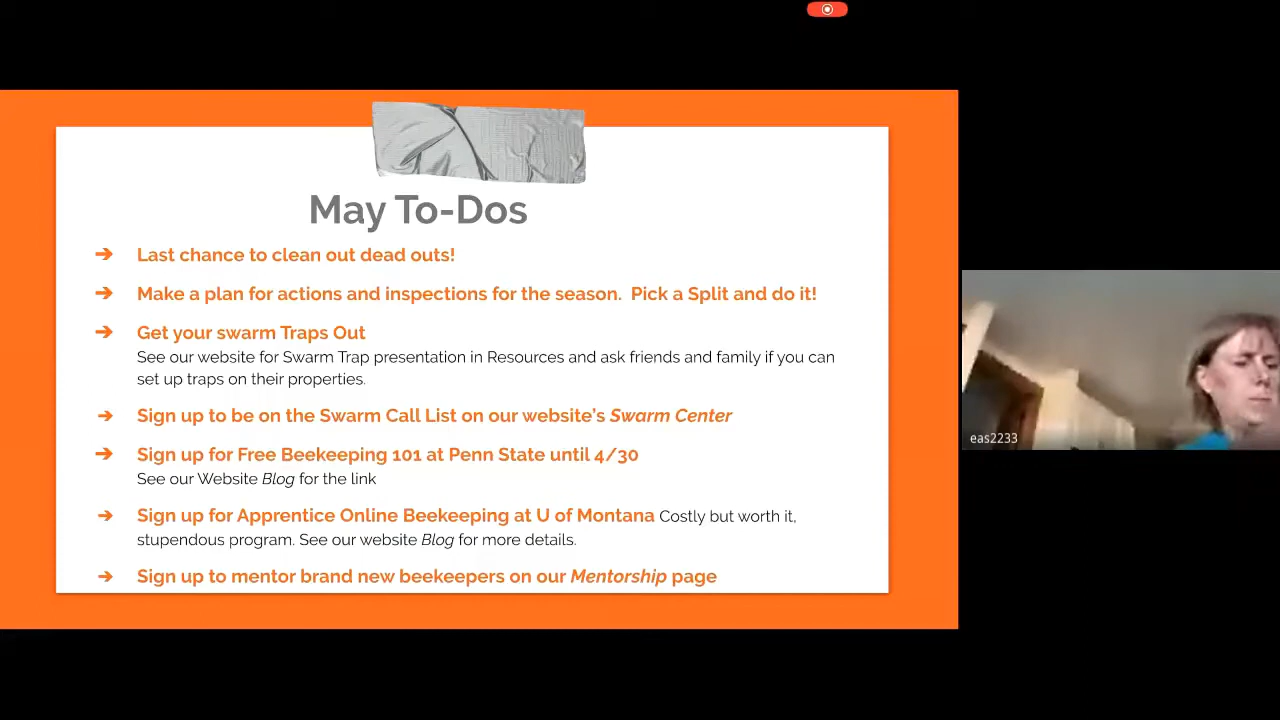 May To-Dos
➔ Last chance to clean out dead outs!
➔ Make a plan for actions and inspections for the season.  Pick a Split and do it!
➔ Get your swarm Traps Out
See our website for Swarm Trap presentation in Resources and ask friends and family if you can
set up traps on their properties.
➔ Sign up to be on the Swarm Call List on our website's Swarm Center
➔ Sign up for Free Beekeeping 101 at Penn State until 4/30
See our Website Blog for the link
➔ Sign up for Apprentice Online Beekeeping at U of Montana Costly but worth it,
stupendous program. See our website Blog for more details.
➔ Sign up to mentor brand new beekeepers on our Mentorship page
eas2233